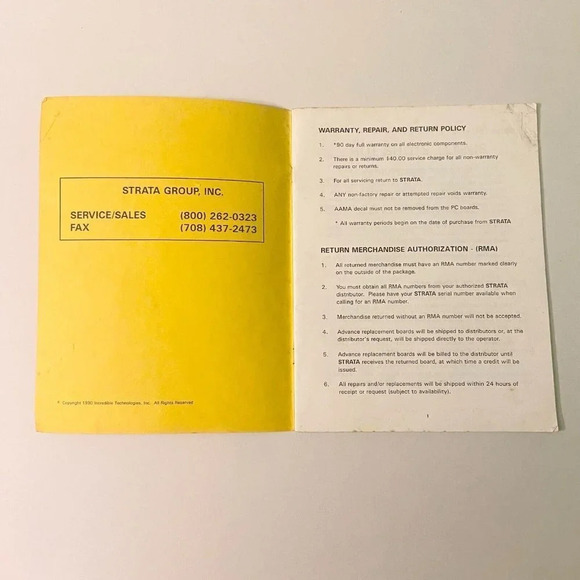 STRATA GROUP, INC.
SERVICE/SALES (800) 262-0323
FAX (708) 437-2473
* Copyright 1990 Incredible Technologies, Inc. All Rights Reserved
WARRANTY, REPAIR, AND RETURN POLICY
1. *90 day full warranty on all electronic components.
2. There is a minimum $40.00 service charge for all non-warranty
repairs or returns.
3. For all servicing return to STRATA.
4. ANY non-factory repair or attempted repair voids warranty.
5. AAMA decal must not be removed from the PC boards.
* All warranty periods begin on the date of purchase from STRATA
RETURN MERCHANDISE AUTHORIZATION - (RMA)
1. All returned merchandise must have an RMA number marked clearly
on the outside of the package.
2. You must obtain all RMA numbers from your authorized STRATA
distributor. Please have your STRATA serial number available when
calling for an RMA number.
3. Merchandise returned without an RMA number will not be accepted.
4. Advance replacement boards will be shipped to distributors or, at the
distributor's request, will be shipped directly to the operator.
5. Advance replacement boards will be billed to the distributor until
STRATA receives the returned board, at which time a credit will be
issued.
6. All repairs and/or replacements will be shipped within 24 hours of
receipt or request (subject to availability).
1